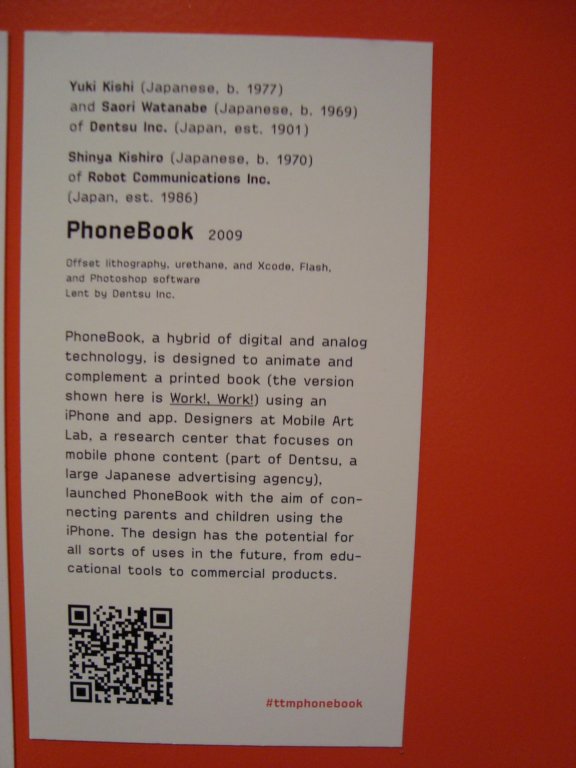 Yuki Kishi (Japanese, b. 1977)
and Saori Watanabe (Japanese, b. 1969)
of Dentsu Inc. (Japan, est. 1901)
Shinya Kishiro (Japanese, b. 1970)
of Robot Communications Inc.
(Japan, est. 1986)
PhoneBook 2009
Offset lithography, urethane, and Xcode, Flash,
and Photoshop software
Lent by Dentsu Inc.
PhoneBook, a hybrid of digital and analog
technology, is designed to animate and
complement a printed book (the version
shown here is Work!, Work!) using an
iPhone and app. Designers at Mobile Art
Lab, a research center that focuses on
mobile phone content (part of Dentsu, a
large Japanese advertising agency),
launched PhoneBook with the aim of con-
necting parents and children using the
iPhone. The design has the potential for
all sorts of uses in the future, from edu-
cational tools to commercial products.
#ttmphonebook